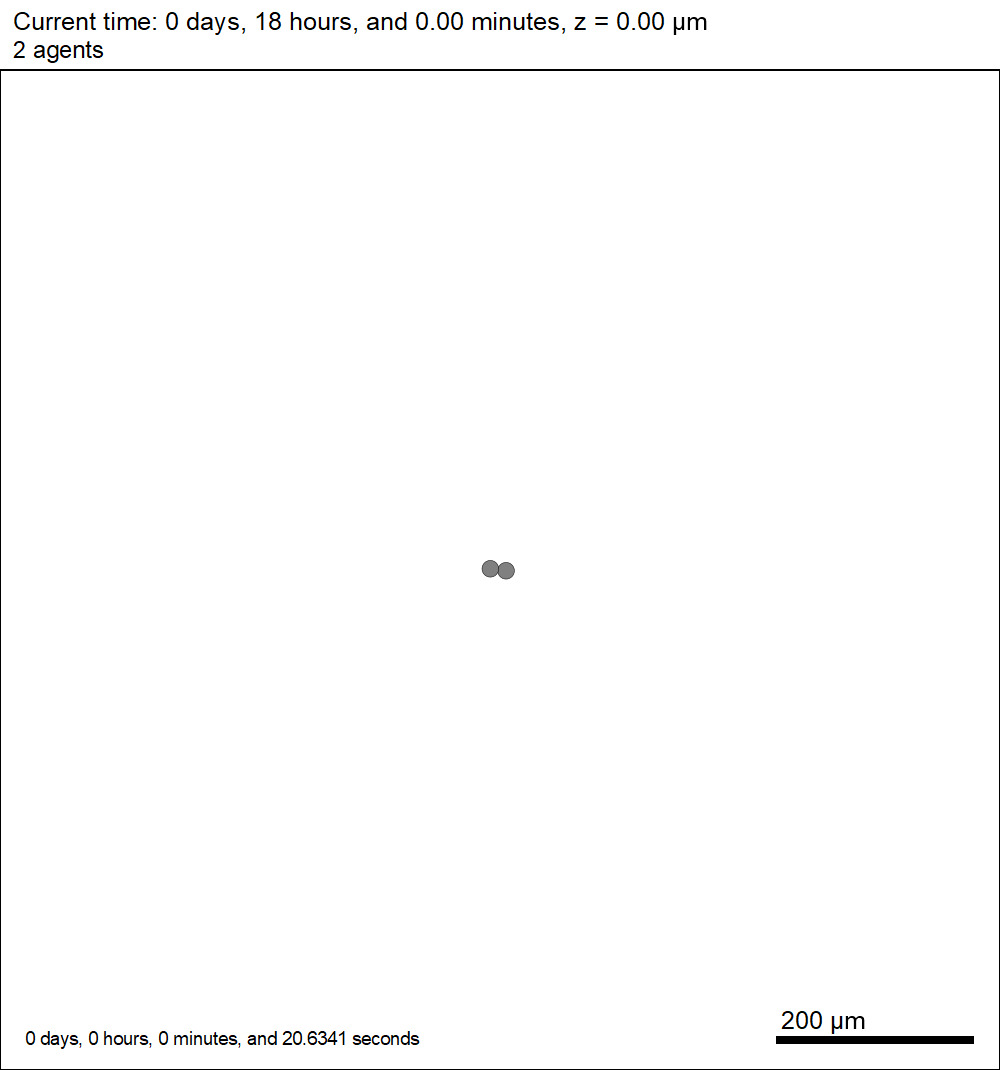 Current time: 0 days, 18 hours, and 0.00 minutes, z = 0.00 µm
2 agents
200 µm
0 days, 0 hours, 0 minutes, and 20.6341 seconds